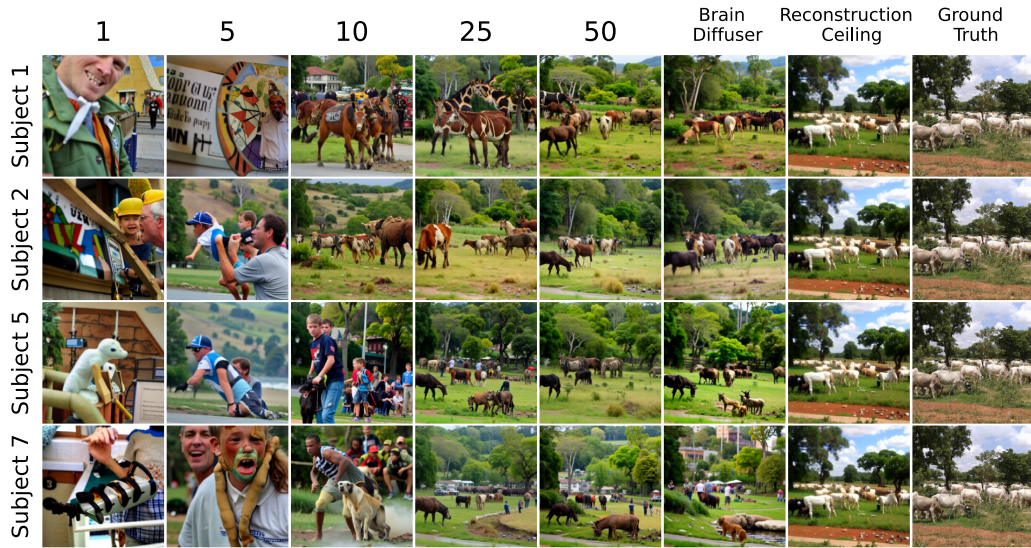 1 5 10 25 50 Brain Diffuser Reconstruction Ceiling Ground Truth
Subject 1
Subject 2
Subject 5
Subject 7